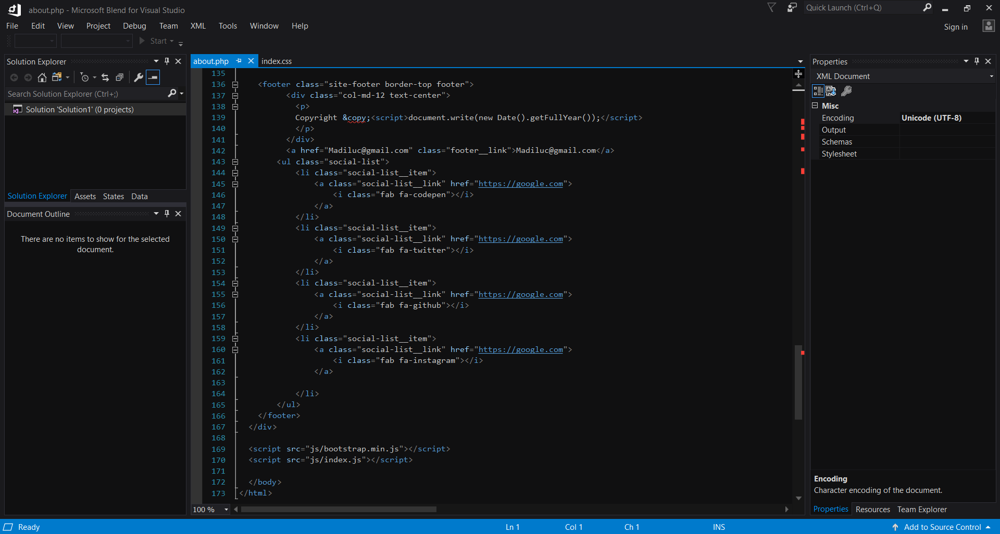 about.php - Microsoft Blend for Visual Studio
Quick Launch (Ctrl+Q)
File Edit View Project Debug Team XML Tools Window Help
Sign in
Start
Solution Explorer
Search Solution Explorer (Ctrl+;)
Solution 'Solution1' (0 projects)
Solution Explorer Assets States Data
Document Outline
There are no items to show for the selected
document.
about.php index.css
135
136 <footer class="site-footer border-top footer">
137 <div class="col-md-12 text-center">
138 <p>
139 Copyright &copy;<script>document.write(new Date().getFullYear());</script>
140 </p>
141 </div>
142 <a href="Madiluc@gmail.com" class="footer__link">Madiluc@gmail.com</a>
143 <ul class="social-list">
144 <li class="social-list__item">
145 <a class="social-list__link" href="https://google.com">
146 <i class="fab fa-codepen"></i>
147 </a>
148 </li>
149 <li class="social-list__item">
150 <a class="social-list__link" href="https://google.com">
151 <i class="fab fa-twitter"></i>
152 </a>
153 </li>
154 <li class="social-list__item">
155 <a class="social-list__link" href="https://google.com">
156 <i class="fab fa-github"></i>
157 </a>
158 </li>
159 <li class="social-list__item">
160 <a class="social-list__link" href="https://google.com">
161 <i class="fab fa-instagram"></i>
162 </a>
163
164 </li>
165 </ul>
166 </footer>
167 </div>
168
169 <script src="js/bootstrap.min.js"></script>
170 <script src="js/index.js"></script>
171
172 </body>
173 </html>
100 %
Properties
XML Document
Misc
Encoding Unicode (UTF-8)
Output
Schemas
Stylesheet
Encoding
Character encoding of the document.
Properties Resources Team Explorer
Ready Ln 1 Col 1 Ch 1 INS Add to Source Control